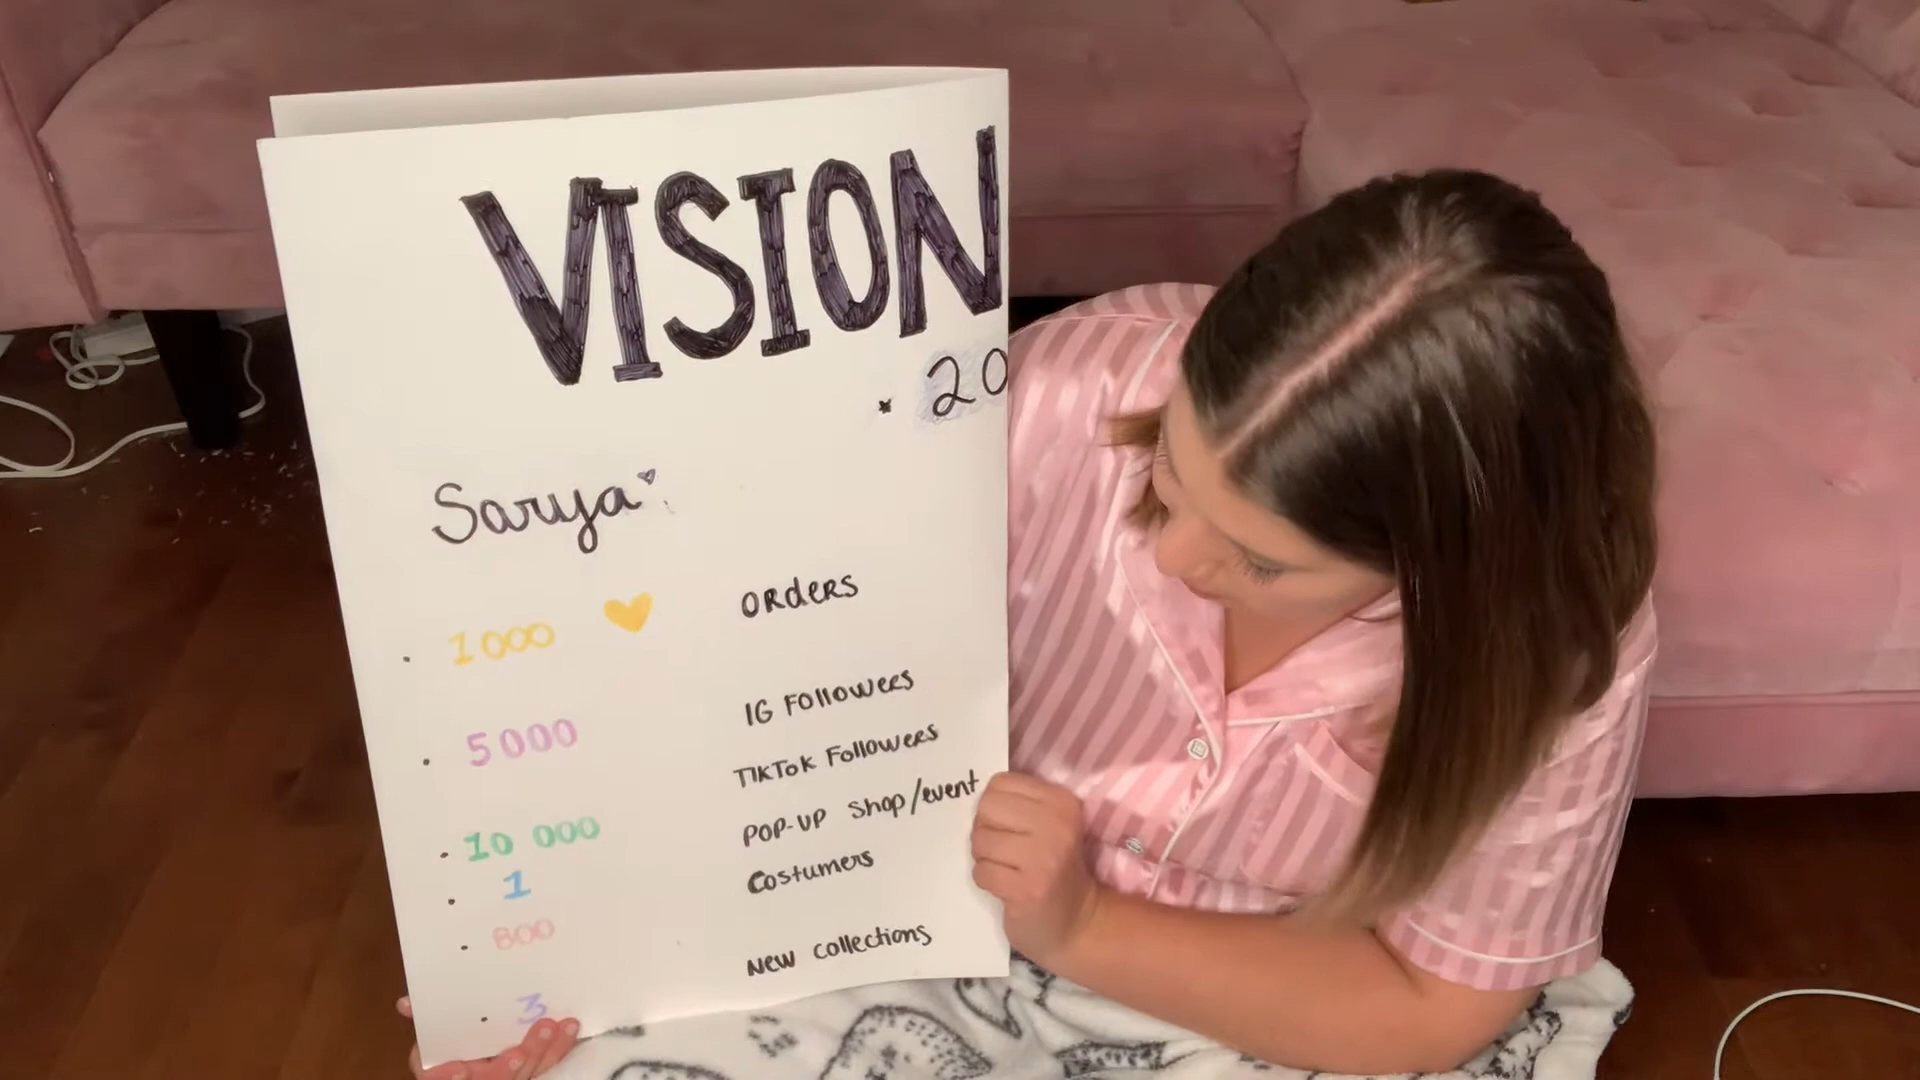 VISION
• 20
Sarya
• 1000 ORders
• 5000 IG Followers
• 10 000 TIKTOK Followers
• 1 POP-UP Shop/event
• 800 Costumers
• 3 New collections